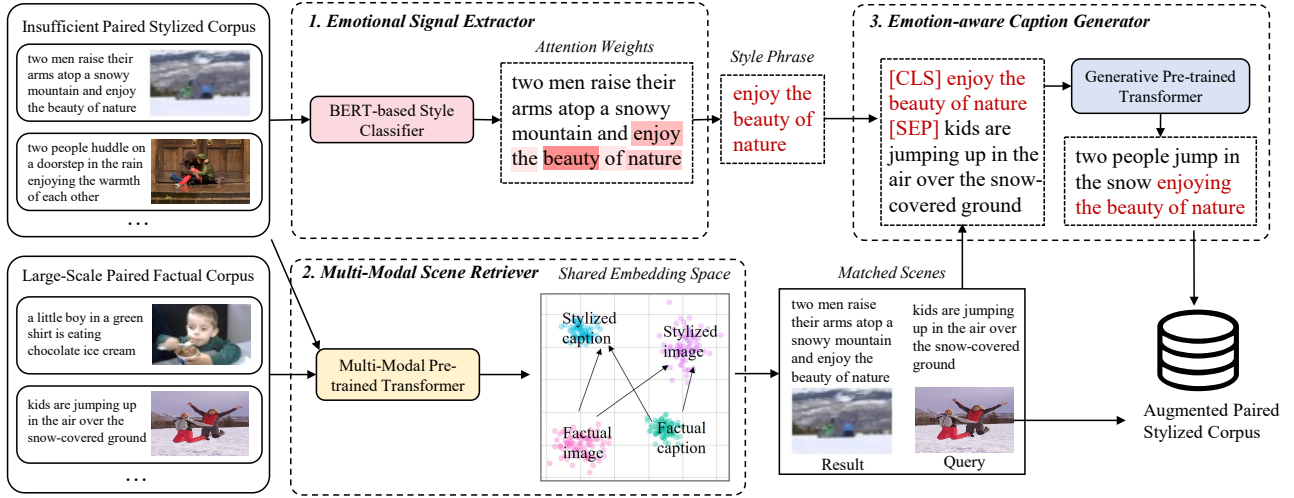 Insufficient Paired Stylized Corpus
two men raise their
arms atop a snowy
mountain and enjoy
the beauty of nature
two people huddle on
a doorstep in the rain
enjoying the warmth
of each other
...
Large-Scale Paired Factual Corpus
a little boy in a green
shirt is eating
chocolate ice cream
kids are jumping up
in the air over the
snow-covered ground
...
1. Emotional Signal Extractor
BERT-based Style
Classifier
Attention Weights
two men raise their
arms atop a snowy
mountain and enjoy
the beauty of nature
Style Phrase
enjoy the
beauty of
nature
2. Multi-Modal Scene Retriever
Multi-Modal Pre-
trained Transformer
Shared Embedding Space
Stylized
caption
Stylized
image
Factual
image
Factual
caption
Matched Scenes
two men raise
their arms atop a
snowy mountain
and enjoy the
beauty of nature
Result
kids are jumping
up in the air over
the snow-covered
ground
Query
3. Emotion-aware Caption Generator
[CLS] enjoy the
beauty of nature
[SEP] kids are
jumping up in the
air over the snow-
covered ground
Generative Pre-trained
Transformer
two people jump in
the snow enjoying
the beauty of nature
Augmented Paired
Stylized Corpus